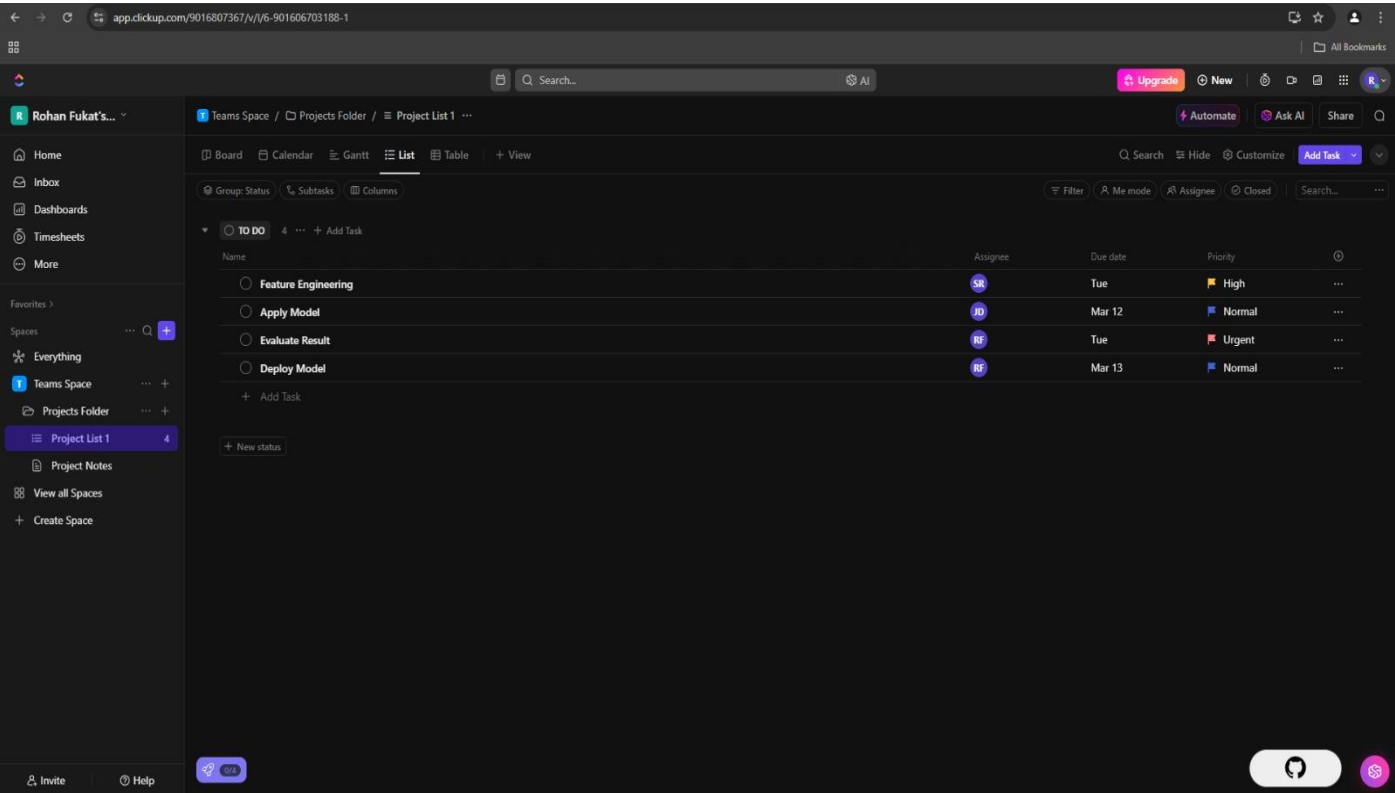 app.clickup.com/9016807367/v/l/6-901606703188-1
All Bookmarks
Search... AI Upgrade New R
R Rohan Fukat's... T Teams Space / Projects Folder / Project List 1 ... Automate Ask AI Share
Home
Inbox
Dashboards
Timesheets
More
Favorites >
Spaces ... +
Everything
T Teams Space ... +
Projects Folder ... +
Project List 1 4
Project Notes
View all Spaces
+ Create Space
Invite Help
Board Calendar Gantt List Table + View Search Hide Customize Add Task
Group: Status Subtasks Columns Filter Me mode Assignee Closed Search... ...
TO DO 4 ... + Add Task
Name Assignee Due date Priority
Feature Engineering SR Tue High ...
Apply Model JD Mar 12 Normal ...
Evaluate Result RF Tue Urgent ...
Deploy Model RF Mar 13 Normal ...
+ Add Task
+ New status
0/4